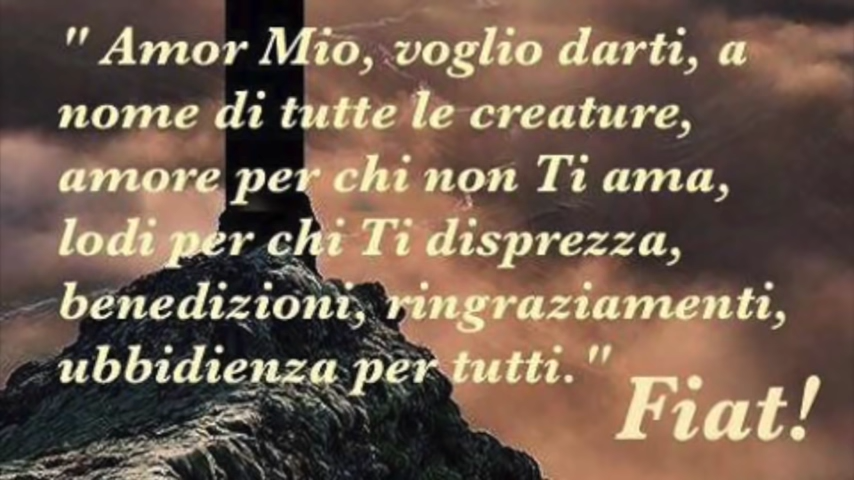 " Amor Mio, voglio darti, a
nome di tutte le creature,
amore per chi non Ti ama,
lodi per chi Ti disprezza,
benedizioni, ringraziamenti,
ubbidienza per tutti."
Fiat!